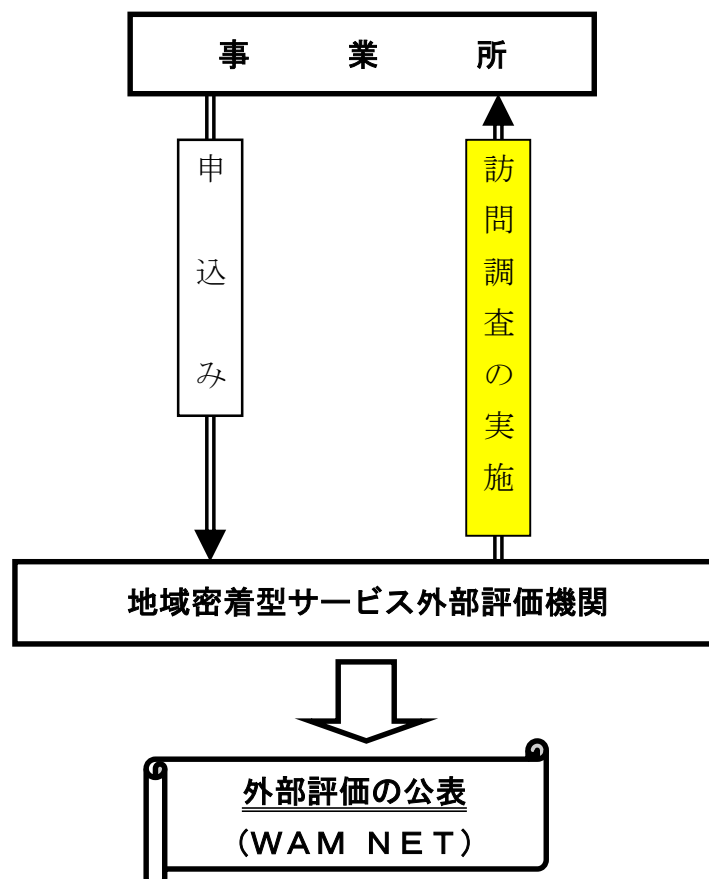 事業所
申込み
訪問調査の実施
地域密着型サービス外部評価機関
外部評価の公表
(WAM NET)